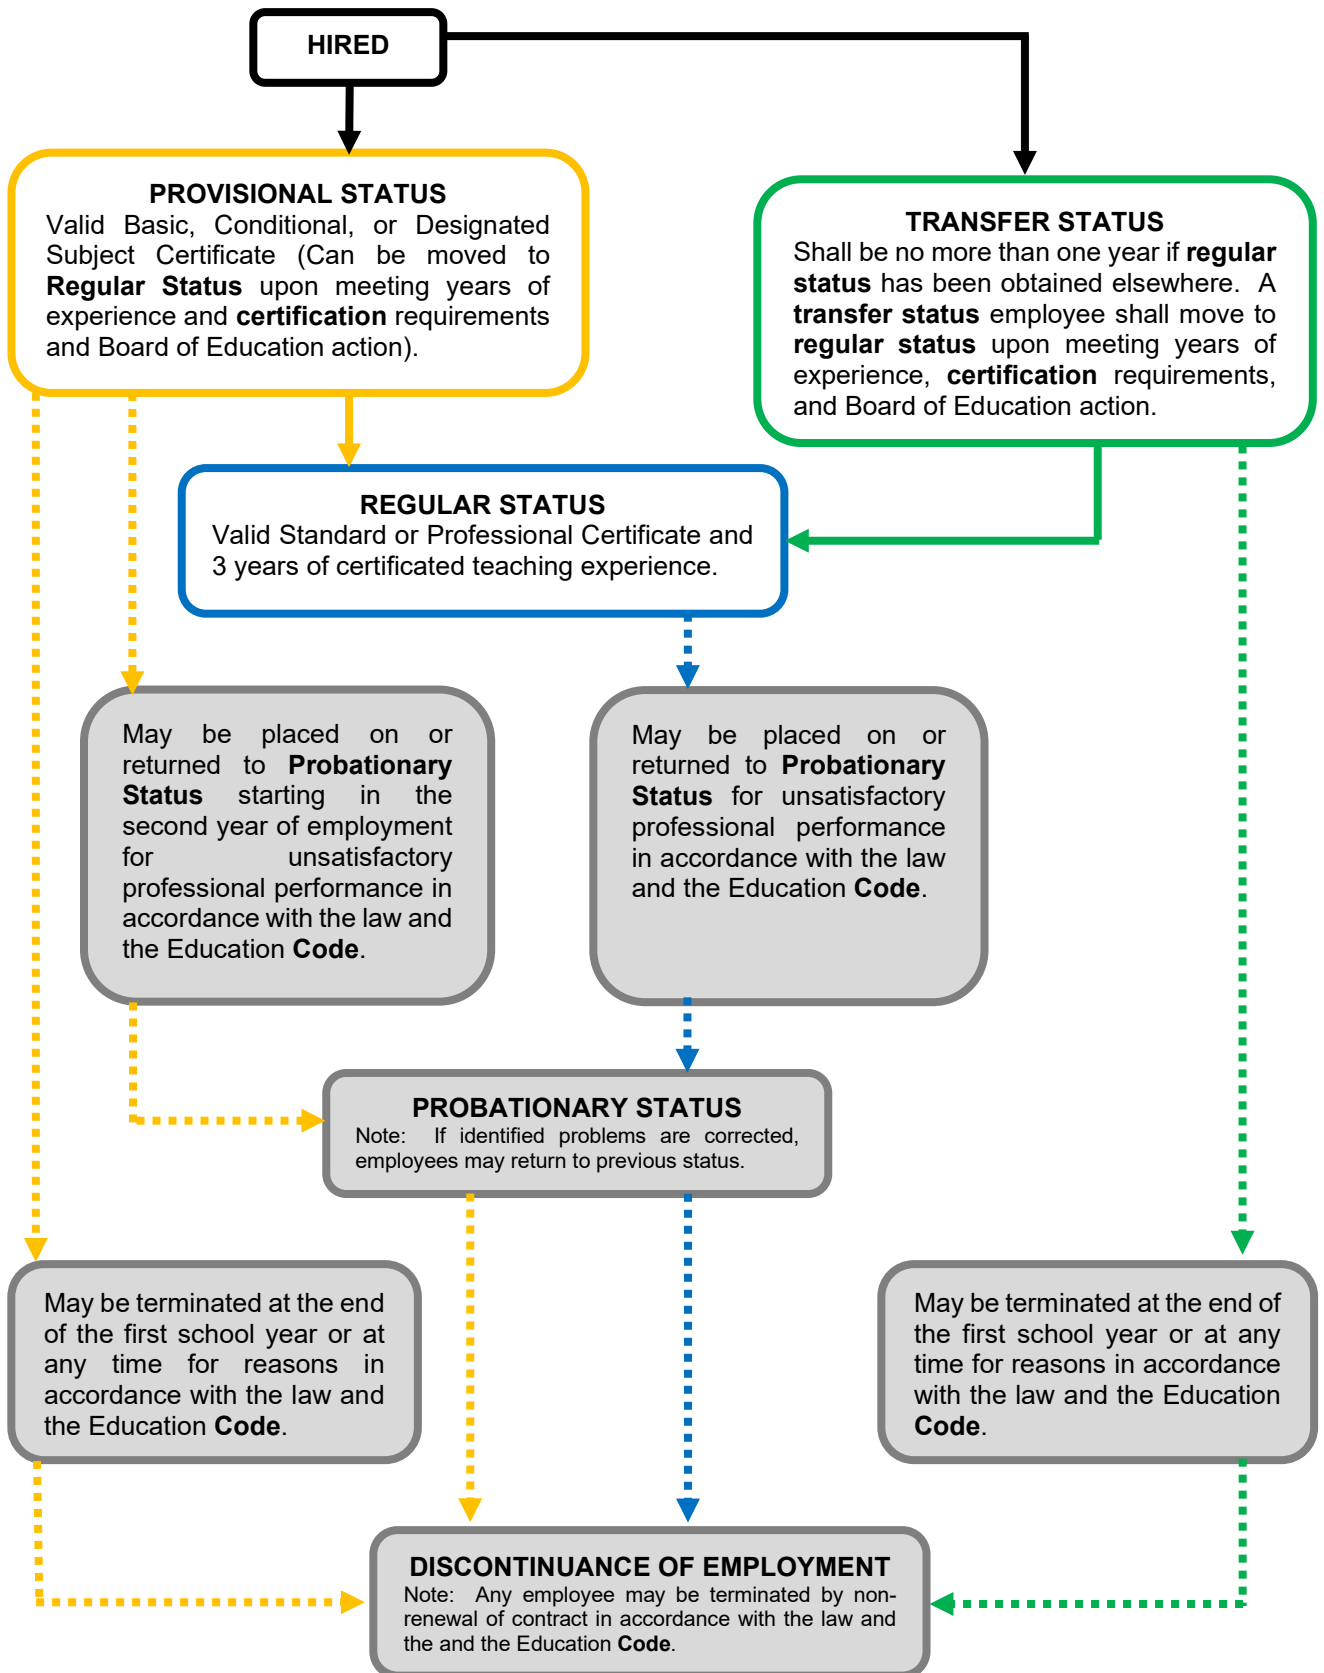 HIRED
PROVISIONAL STATUS
Valid Basic, Conditional, or Designated
Subject Certificate (Can be moved to
Regular Status upon meeting years of
experience and certification requirements
and Board of Education action).
TRANSFER STATUS
Shall be no more than one year if regular
status has been obtained elsewhere. A
transfer status employee shall move to
regular status upon meeting years of
experience, certification requirements,
and Board of Education action.
REGULAR STATUS
Valid Standard or Professional Certificate and
3 years of certificated teaching experience.
May be placed on or
returned to Probationary
Status starting in the
second year of employment
for unsatisfactory
professional performance in
accordance with the law and
the Education Code.
May be placed on or
returned to Probationary
Status for unsatisfactory
professional performance
in accordance with the law
and the Education Code.
PROBATIONARY STATUS
Note: If identified problems are corrected,
employees may return to previous status.
May be terminated at the end
of the first school year or at
any time for reasons in
accordance with the law and
the Education Code.
May be terminated at the end of
the first school year or at any
time for reasons in accordance
with the law and the Education
Code.
DISCONTINUANCE OF EMPLOYMENT
Note: Any employee may be terminated by non-
renewal of contract in accordance with the law and
the and the Education Code.